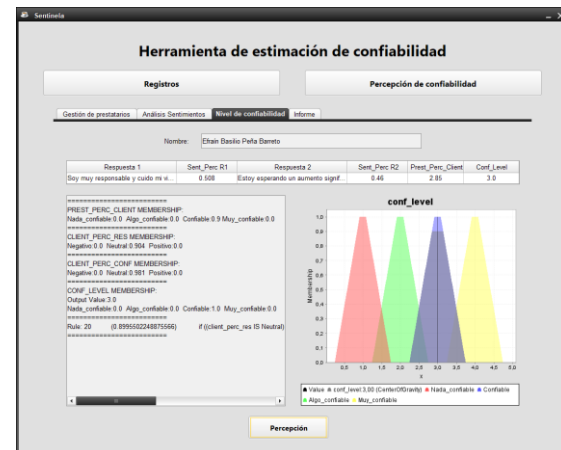 Sentinela
Herramienta de estimación de confiabilidad
Registros
Percepción de confiabilidad
Gestión de prestatarios Análisis Sentimientos Nivel de confiabilidad Informe
Nombre: Efraín Basilio Peña Barreto
Respuesta 1 Sent_Perc R1 Respuesta 2 Sent_Perc R2 Prest_Perc_Client Conf_Level
Soy muy responsable y cuido mi vi... 0.508 Estoy esperando un aumento signif... 0.46 2.85 3.0
==========================
PREST_PERC_CLIENT MEMBERSHIP:
Nada_confiable:0.0 Algo_confiable:0.0 Confiable:0.9 Muy_confiable:0.0
==========================
CLIENT_PERC_RES MEMBERSHIP:
Negative:0.0 Neutral:0.904 Positive:0.0
==========================
CLIENT_PERC_CONF MEMBERSHIP:
Negative:0.0 Neutral:0.981 Positive:0.0
==========================
CONF_LEVEL MEMBERSHIP:
Output Value:3.0
Nada_confiable:0.0 Algo_confiable:0.0 Confiable:1.0 Muy_confiable:0.0
==========================
Rule: 20 (0.8995502248875566) if ((client_perc_res IS Neutral)
==========================
conf_level
Membership
1,0
0,9
0,8
0,7
0,6
0,5
0,4
0,3
0,2
0,1
0,0
0,5 1,0 1,5 2,0 2,5 3,0 3,5 4,0 4,5 5,0
x
Value conf_level:3,00 (CenterOfGravity) Nada_confiable Confiable
Algo_confiable Muy_confiable
Percepción